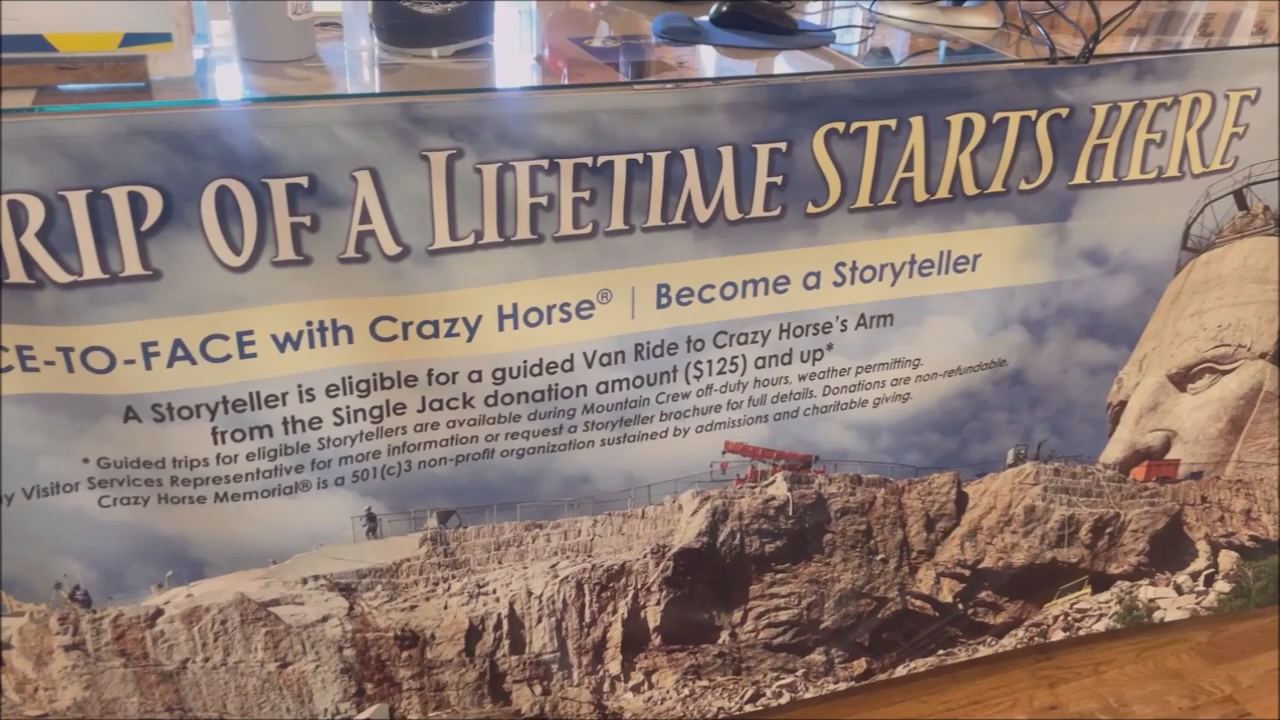 RIP OF A LIFETIME STARTS HERE
CE-TO-FACE with Crazy Horse® | Become a Storyteller
A Storyteller is eligible for a guided Van Ride to Crazy Horse's Arm
from the Single Jack donation amount ($125) and up*
* Guided trips for eligible Storytellers are available during Mountain Crew off-duty hours, weather permitting.
y Visitor Services Representative for more information or request a Storyteller brochure for full details. Donations are non-refundable.
Crazy Horse Memorial® is a 501(c)3 non-profit organization sustained by admissions and charitable giving.